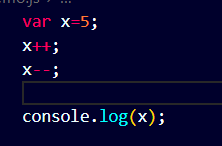 var x=5;
x++;
x--;
console.log(x);